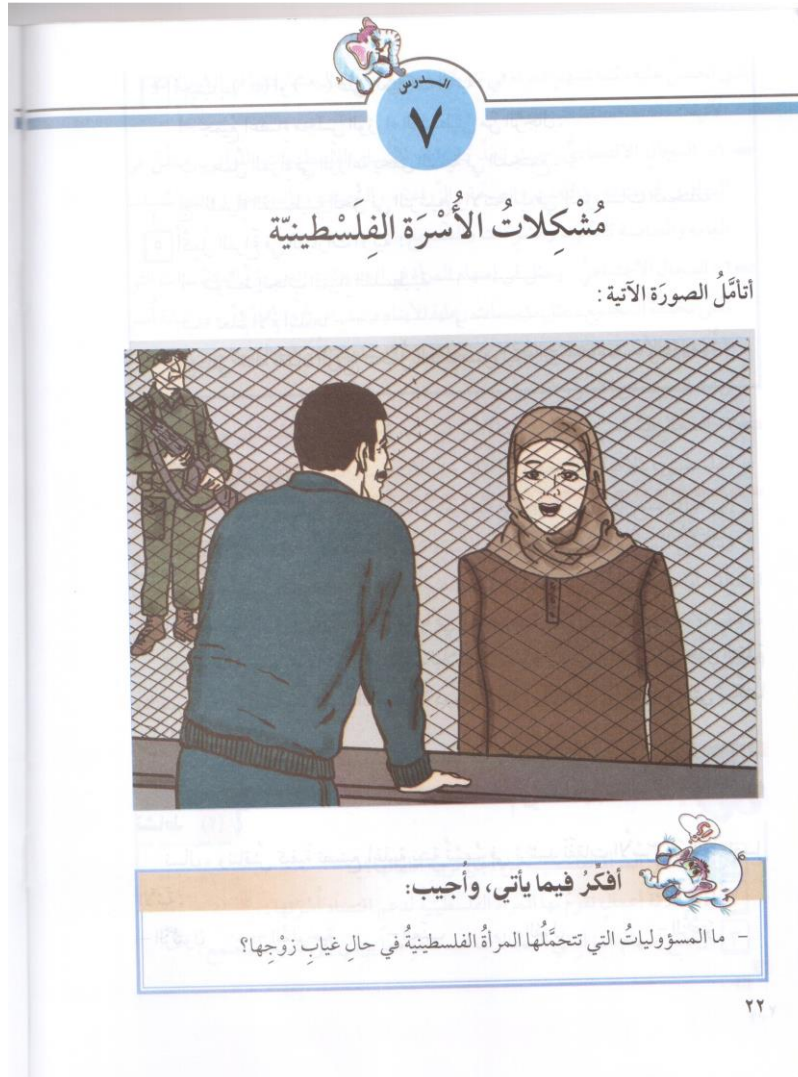 الدرس
٧
مُشْكِلاتُ الأُسْرَة الفِلَسْطينيّة
أتأمَّلُ الصورَة الآتية :
أفكِّرُ فيما يأتي، وأُجيب:
- ما المسؤولياتُ التي تتحمَّلُها المرأةُ الفلسطينيةُ في حالِ غيابِ زوْجِها؟
٢٢